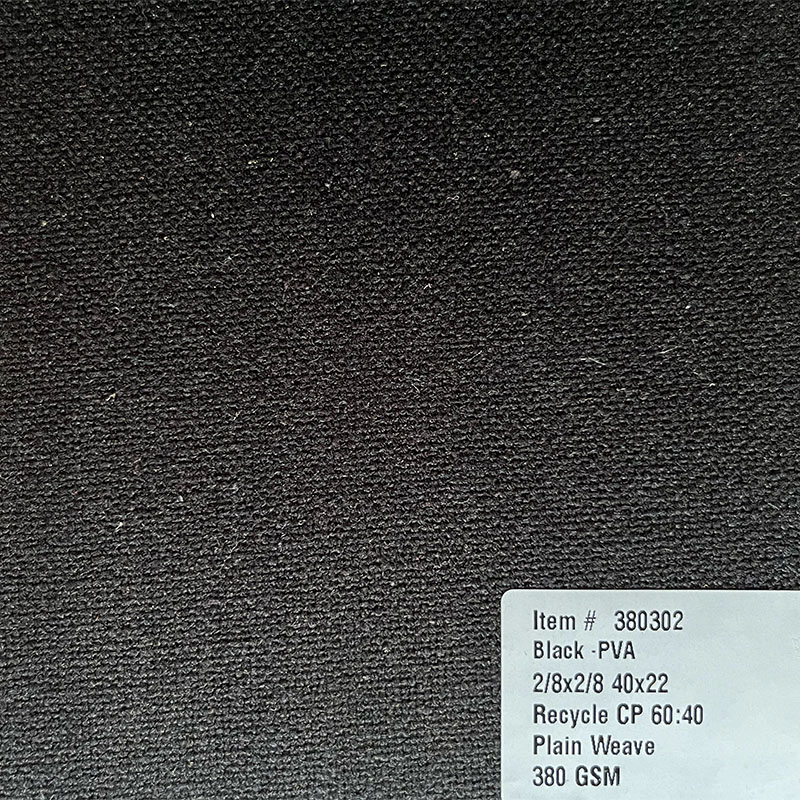 Item # 380302
Black -PVA
2/8x2/8 40x22
Recycle CP 60:40
Plain Weave
380 GSM